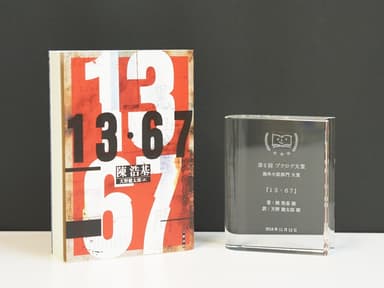 13
67
13・67
陳浩基
天野健太郎 訳
第6回 ブクログ大賞
海外小説部門 大賞
『13・67』
著：陳 浩基 様
訳：天野 健太郎 様
2018年11月12日